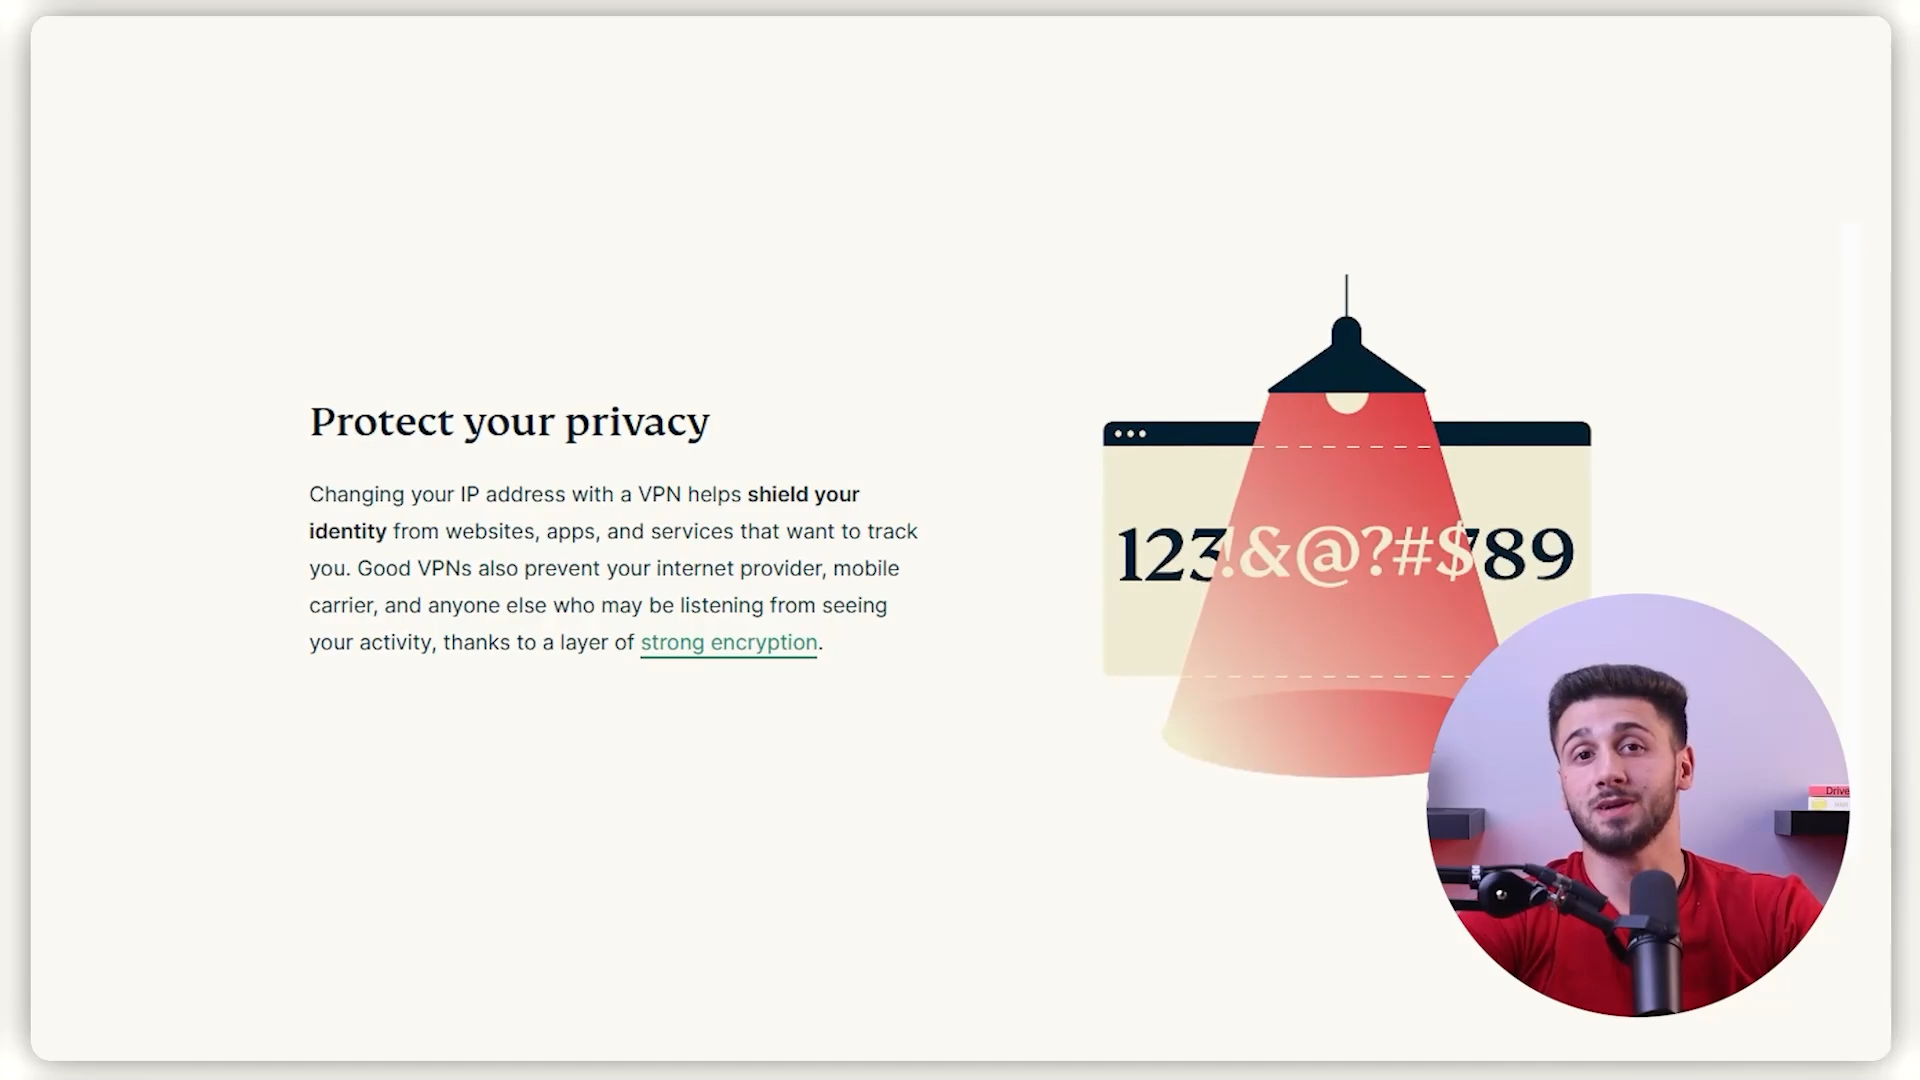 Protect your privacy
Changing your IP address with a VPN helps shield your
identity from websites, apps, and services that want to track
you. Good VPNs also prevent your internet provider, mobile
carrier, and anyone else who may be listening from seeing
your activity, thanks to a layer of strong encryption.
123!&@?#$789
Drive